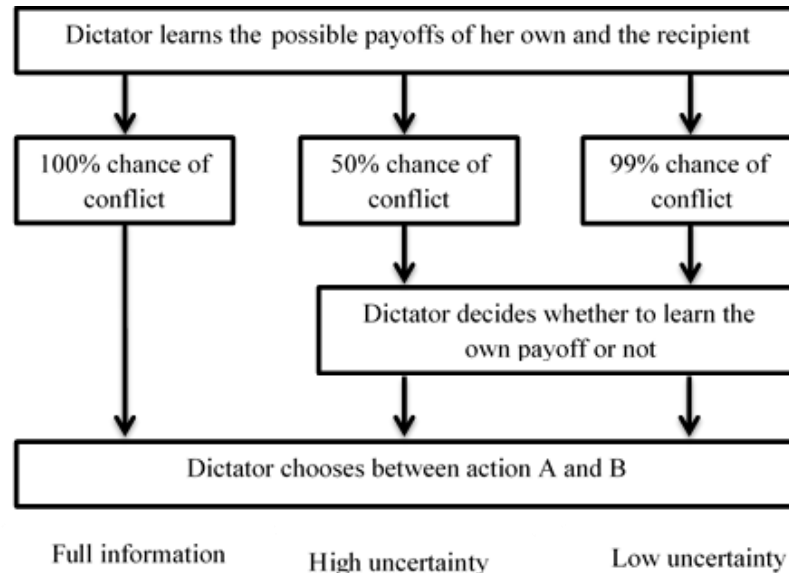 Dictator learns the possible payoffs of her own and the recipient
100% chance of
conflict
50% chance of
conflict
99% chance of
conflict
Dictator decides whether to learn the
own payoff or not
Dictator chooses between action A and B
Full information
High uncertainty
Low uncertainty